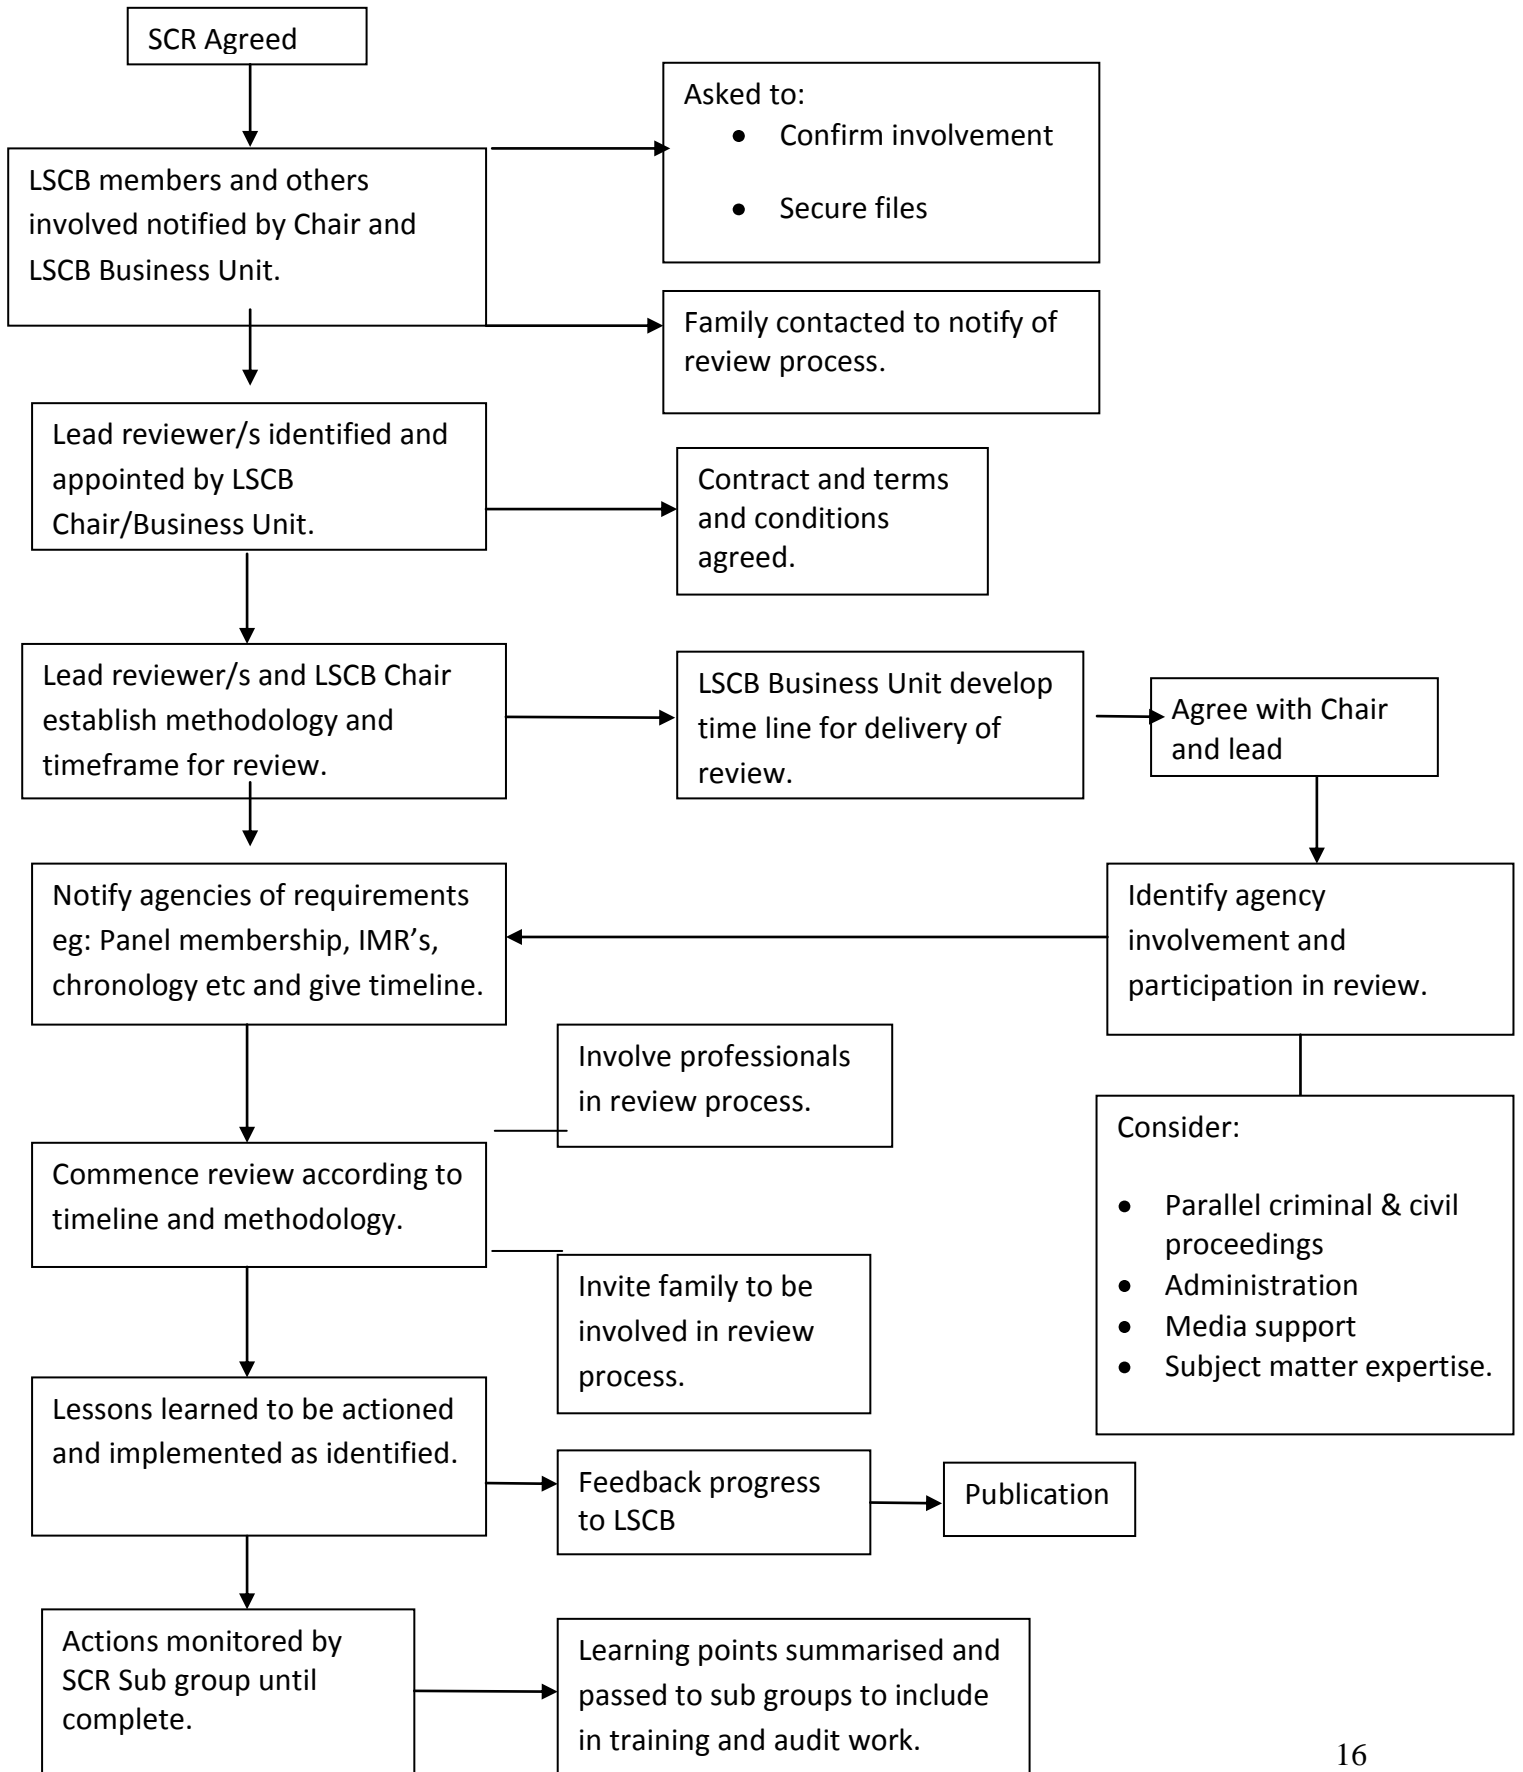 SCR Agreed
Asked to:
• Confirm involvement
• Secure files
LSCB members and others
involved notified by Chair and
LSCB Business Unit.
Family contacted to notify of
review process.
Lead reviewer/s identified and
appointed by LSCB
Chair/Business Unit.
Contract and terms
and conditions
agreed.
Lead reviewer/s and LSCB Chair
establish methodology and
timeframe for review.
LSCB Business Unit develop
time line for delivery of
review.
Agree with Chair
and lead
Notify agencies of requirements
eg: Panel membership, IMR’s,
chronology etc and give timeline.
Identify agency
involvement and
participation in review.
Involve professionals
in review process.
Consider:
• Parallel criminal & civil
proceedings
• Administration
• Media support
• Subject matter expertise.
Commence review according to
timeline and methodology.
Invite family to be
involved in review
process.
Lessons learned to be actioned
and implemented as identified.
Feedback progress
to LSCB
Publication
Actions monitored by
SCR Sub group until
complete.
Learning points summarised and
passed to sub groups to include
in training and audit work.
16